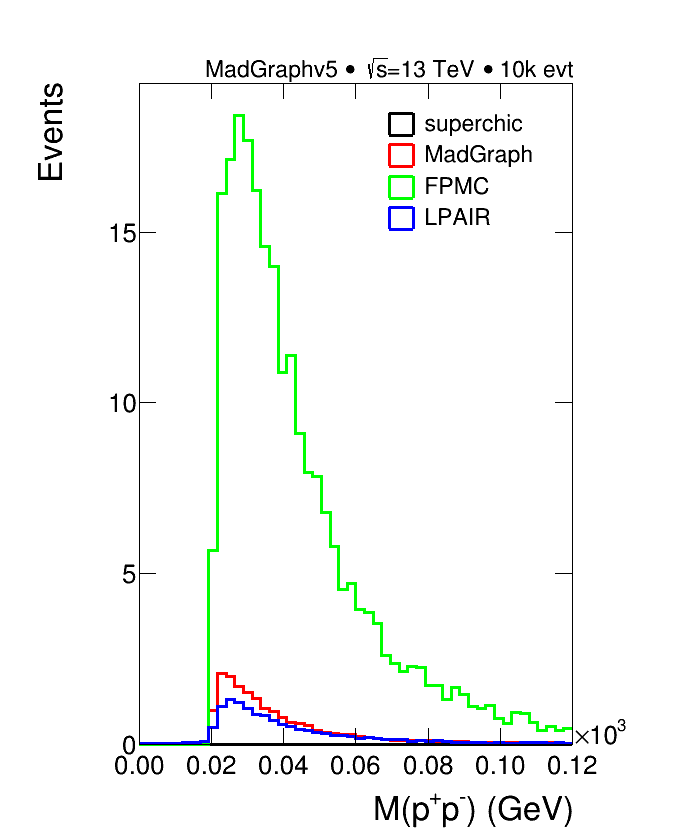 MadGraphv5 • √s=13 TeV • 10k evt
Events
superchic
MadGraph
FPMC
LPAIR
15
10
5
0
×10³
0.00 0.02 0.04 0.06 0.08 0.10 0.12
M(p⁺p⁻) (GeV)